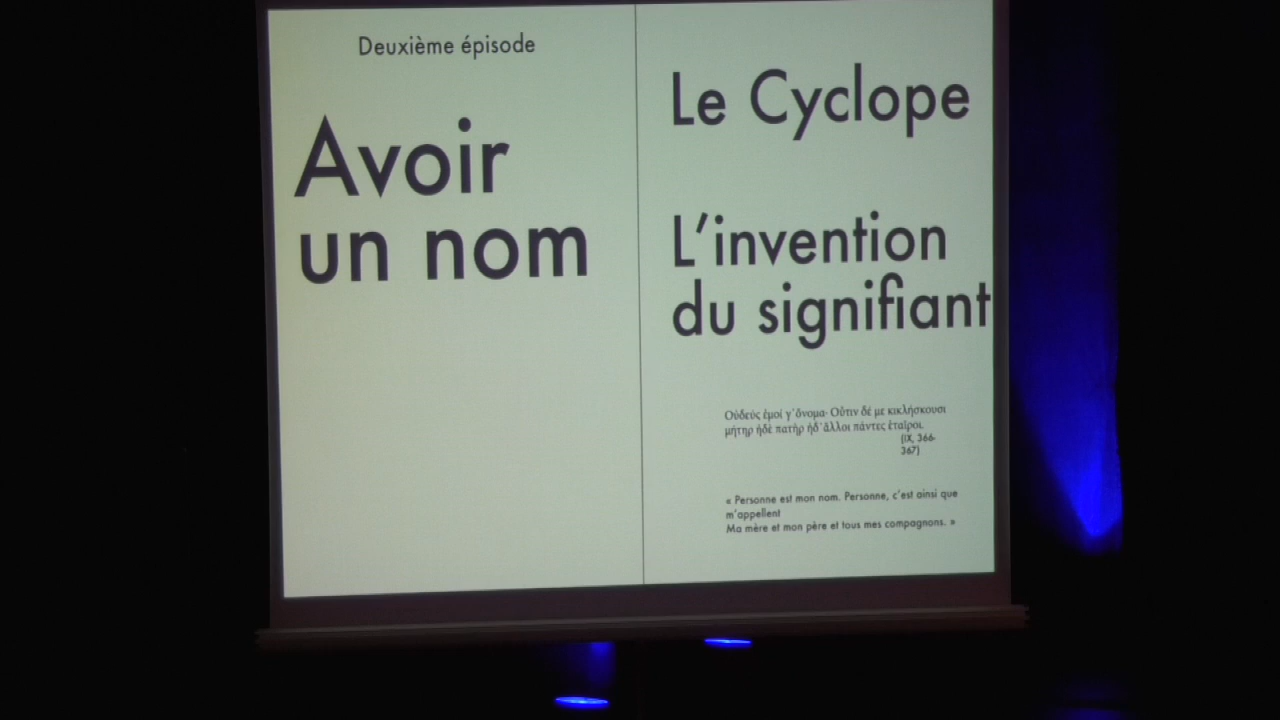 Deuxième épisode
Avoir
un nom
Le Cyclope
L’invention
du signifiant
Οὐδεὺς ἐμοί γ᾽ὄνομα· Οὖτιν δέ με κικλήσκουσι
μήτηρ ἠδὲ πατὴρ ἠδ᾽ἄλλοι πάντες ἑταῖροι.
(IX, 366-
367)
« Personne est mon nom. Personne, c’est ainsi que
m’appellent
Ma mère et mon père et tous mes compagnons. »